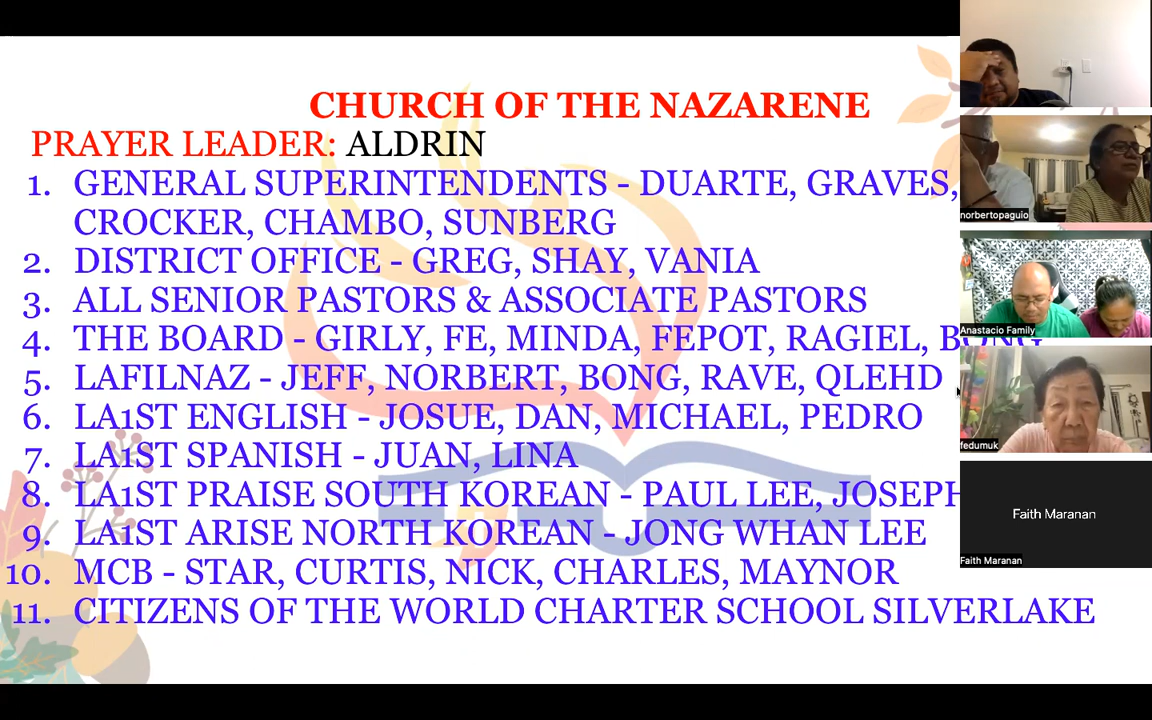 CHURCH OF THE NAZARENE
PRAYER LEADER: ALDRIN
1. GENERAL SUPERINTENDENTS - DUARTE, GRAVES,
CROCKER, CHAMBO, SUNBERG
2. DISTRICT OFFICE - GREG, SHAY, VANIA
3. ALL SENIOR PASTORS & ASSOCIATE PASTORS
4. THE BOARD - GIRLY, FE, MINDA, FEPOT, RAGIEL, BONG
5. LAFILNAZ - JEFF, NORBERT, BONG, RAVE, QLEHD
6. LA1ST ENGLISH - JOSUE, DAN, MICHAEL, PEDRO
7. LA1ST SPANISH - JUAN, LINA
8. LA1ST PRAISE SOUTH KOREAN - PAUL LEE, JOSEPH
9. LA1ST ARISE NORTH KOREAN - JONG WHAN LEE
10. MCB - STAR, CURTIS, NICK, CHARLES, MAYNOR
11. CITIZENS OF THE WORLD CHARTER SCHOOL SILVERLAKE
norbertopaguio
Anastacio Family
fedumuk
Faith Maranan
Faith Maranan